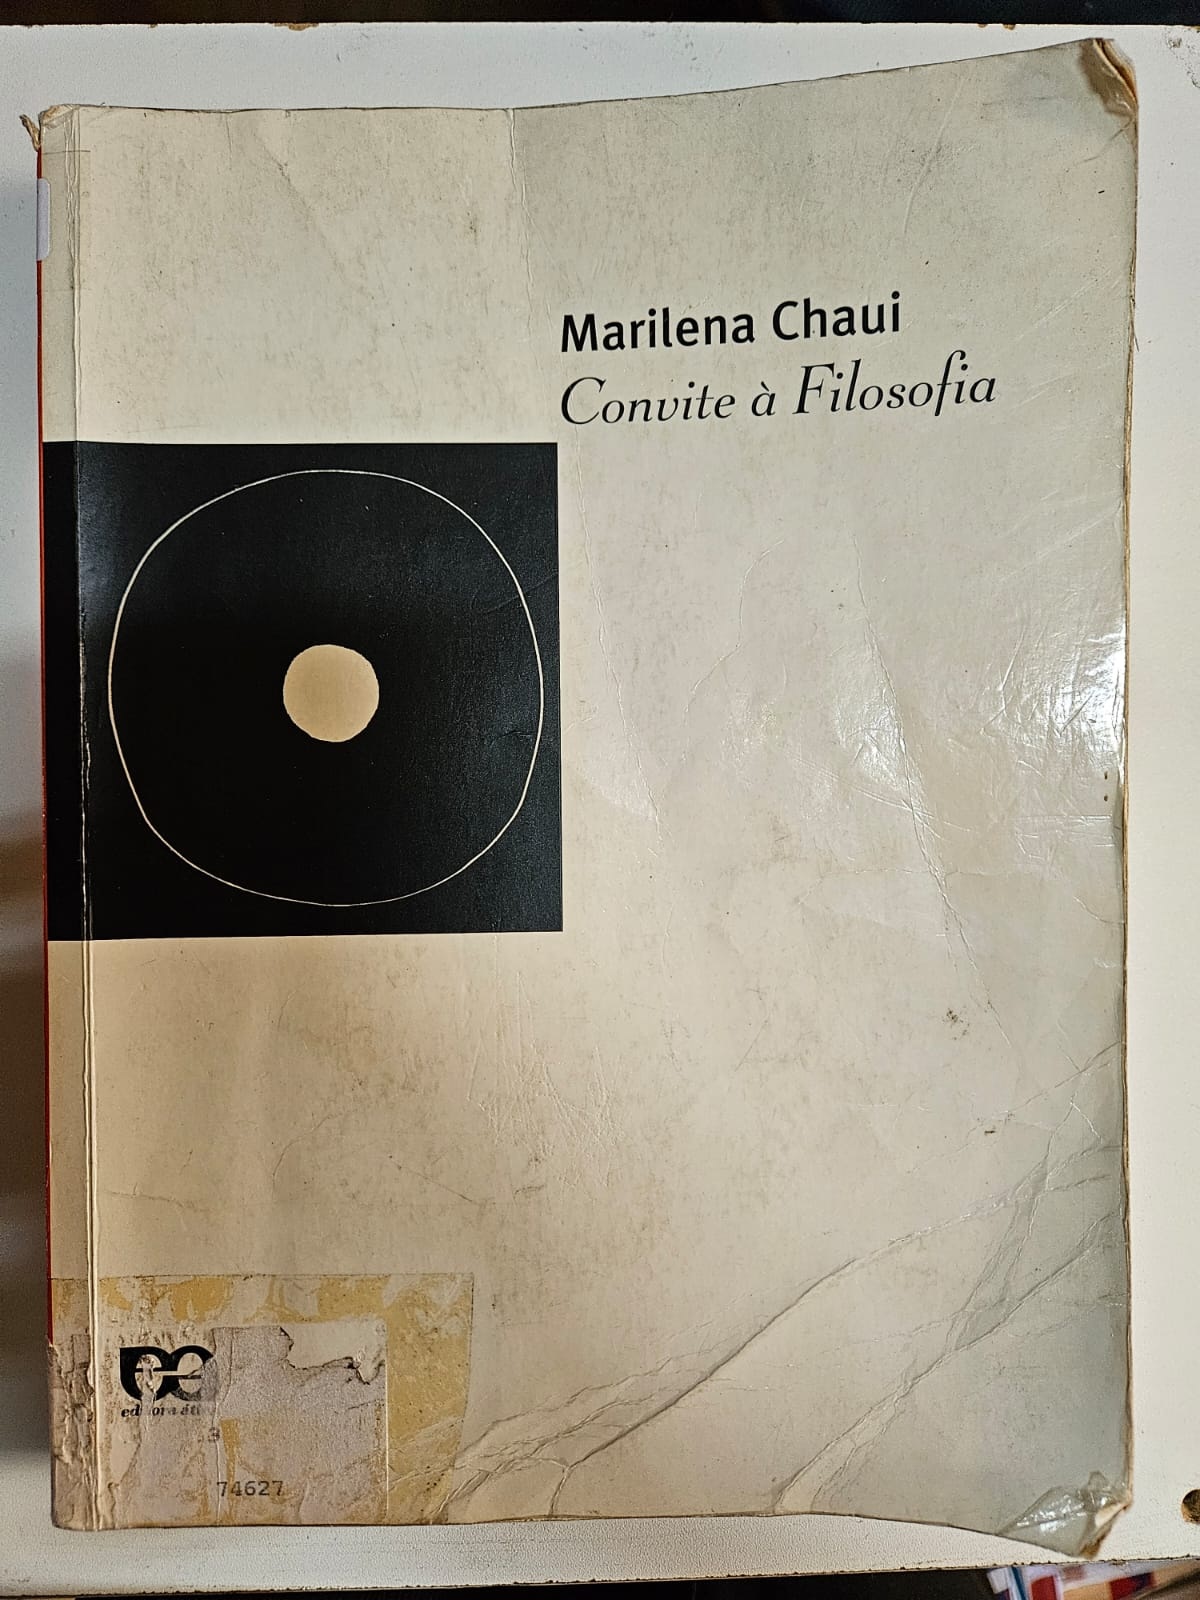 Marilena Chaui
Convite à Filosofia
74627